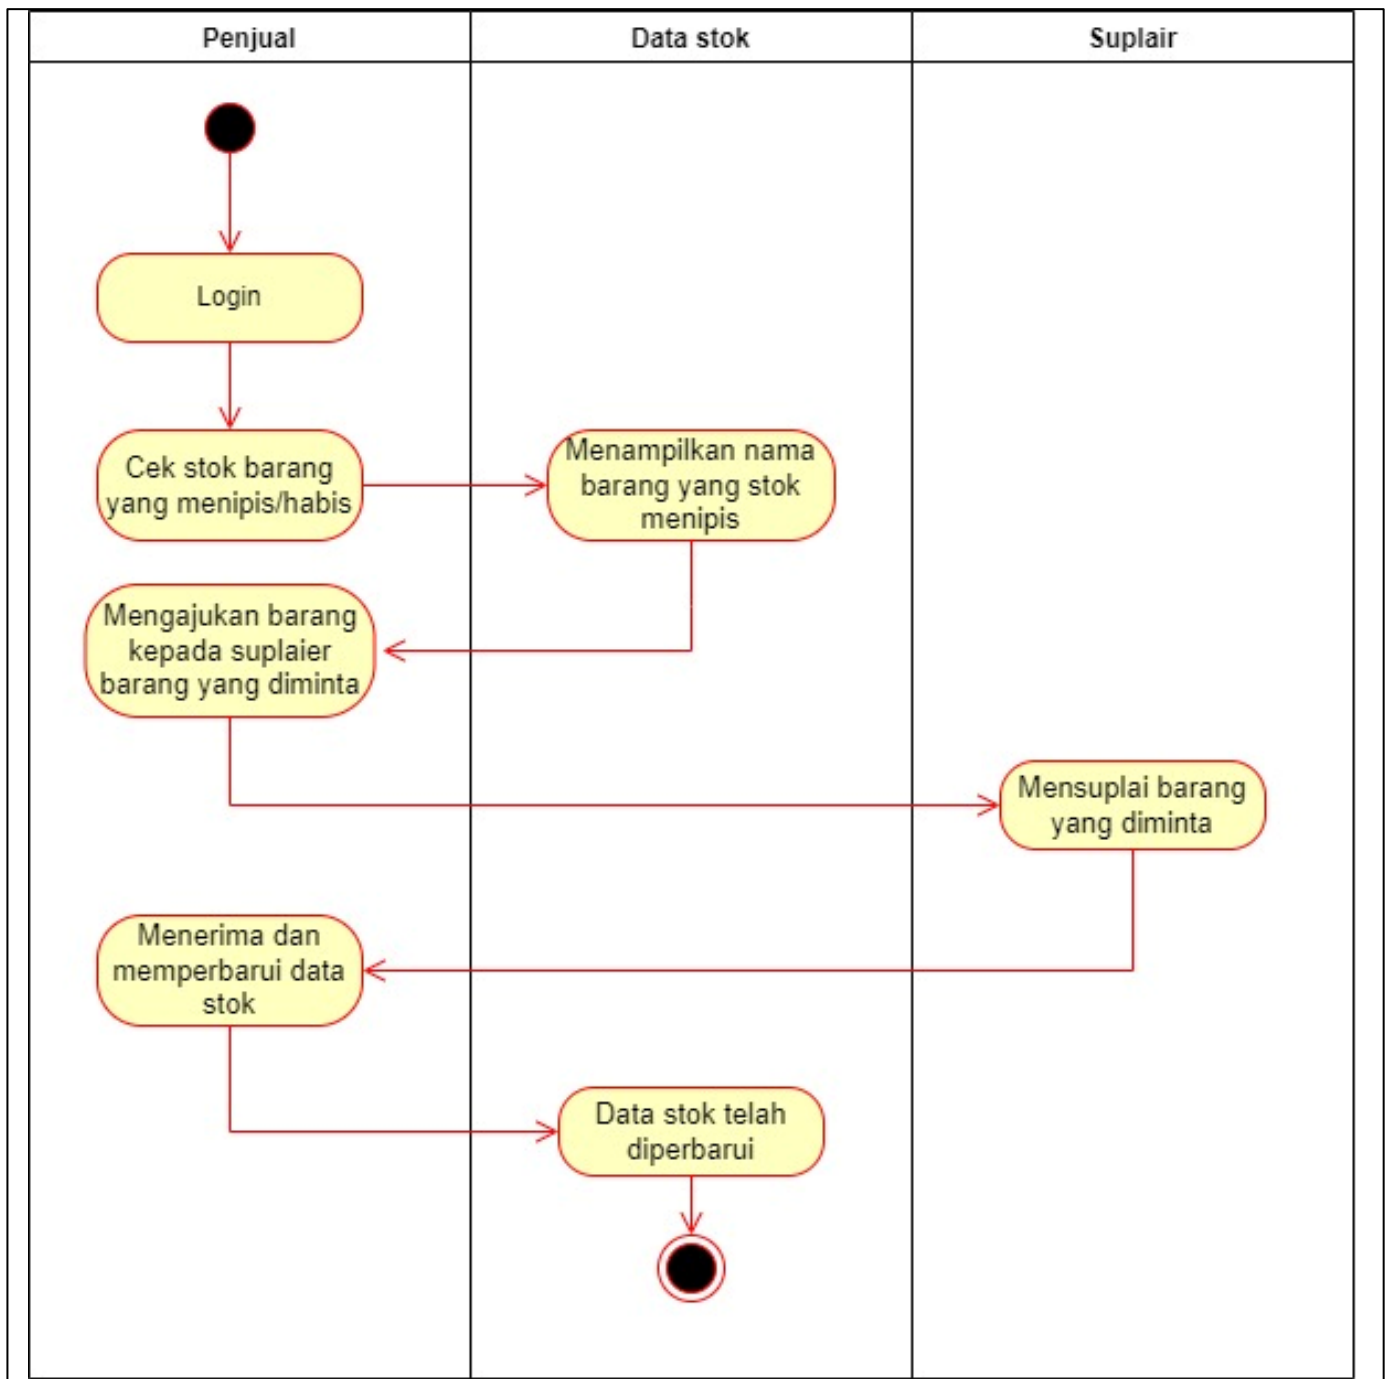 Penjual
Data stok
Suplair
Login
Cek stok barang
yang menipis/habis
Menampilkan nama
barang yang stok
menipis
Mengajukan barang
kepada suplaier
barang yang diminta
Mensuplai barang
yang diminta
Menerima dan
memperbarui data
stok
Data stok telah
diperbarui